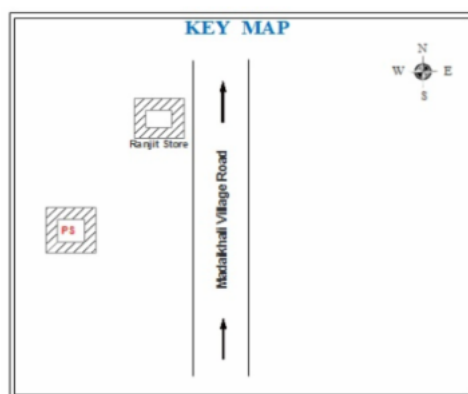 KEY MAP
N
W E
S
Ranjit Store
Madaikhali Village Road
PS